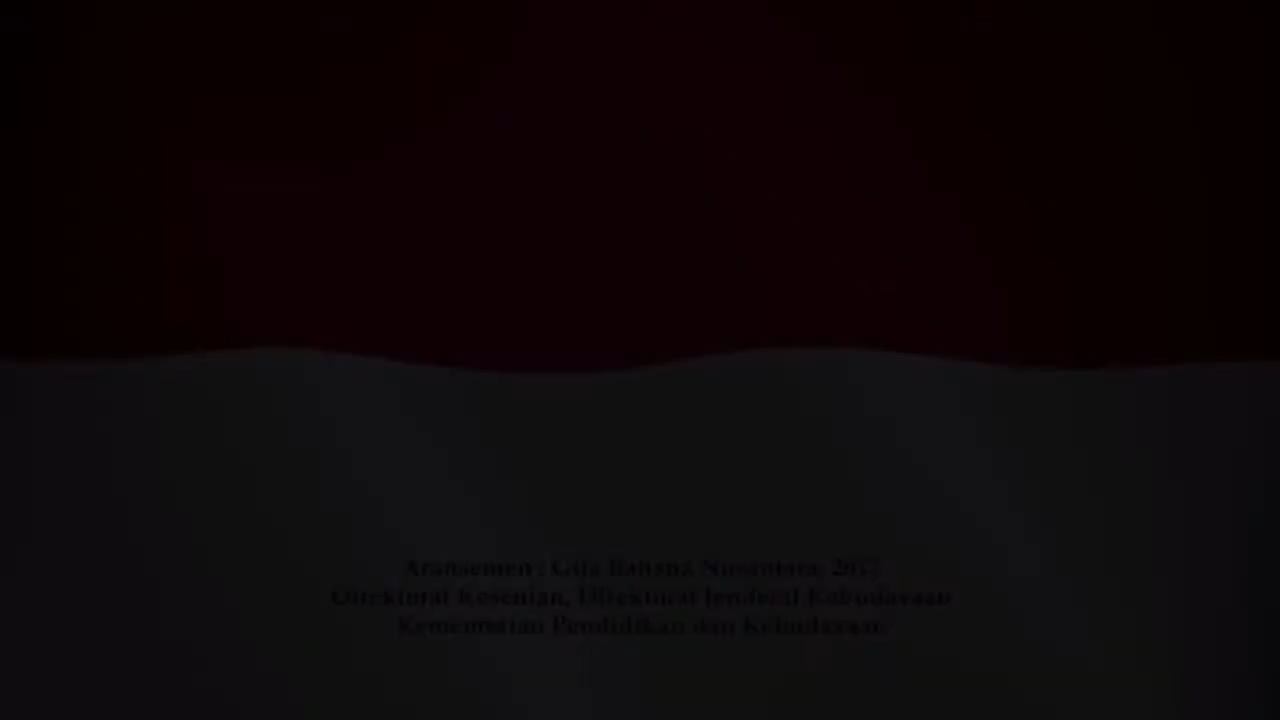 Aransemen : Gita Bahana Nusantara 2017
Direktorat Kesenian, Direktorat Jenderal Kebudayaan
Kementerian Pendidikan dan Kebudayaan